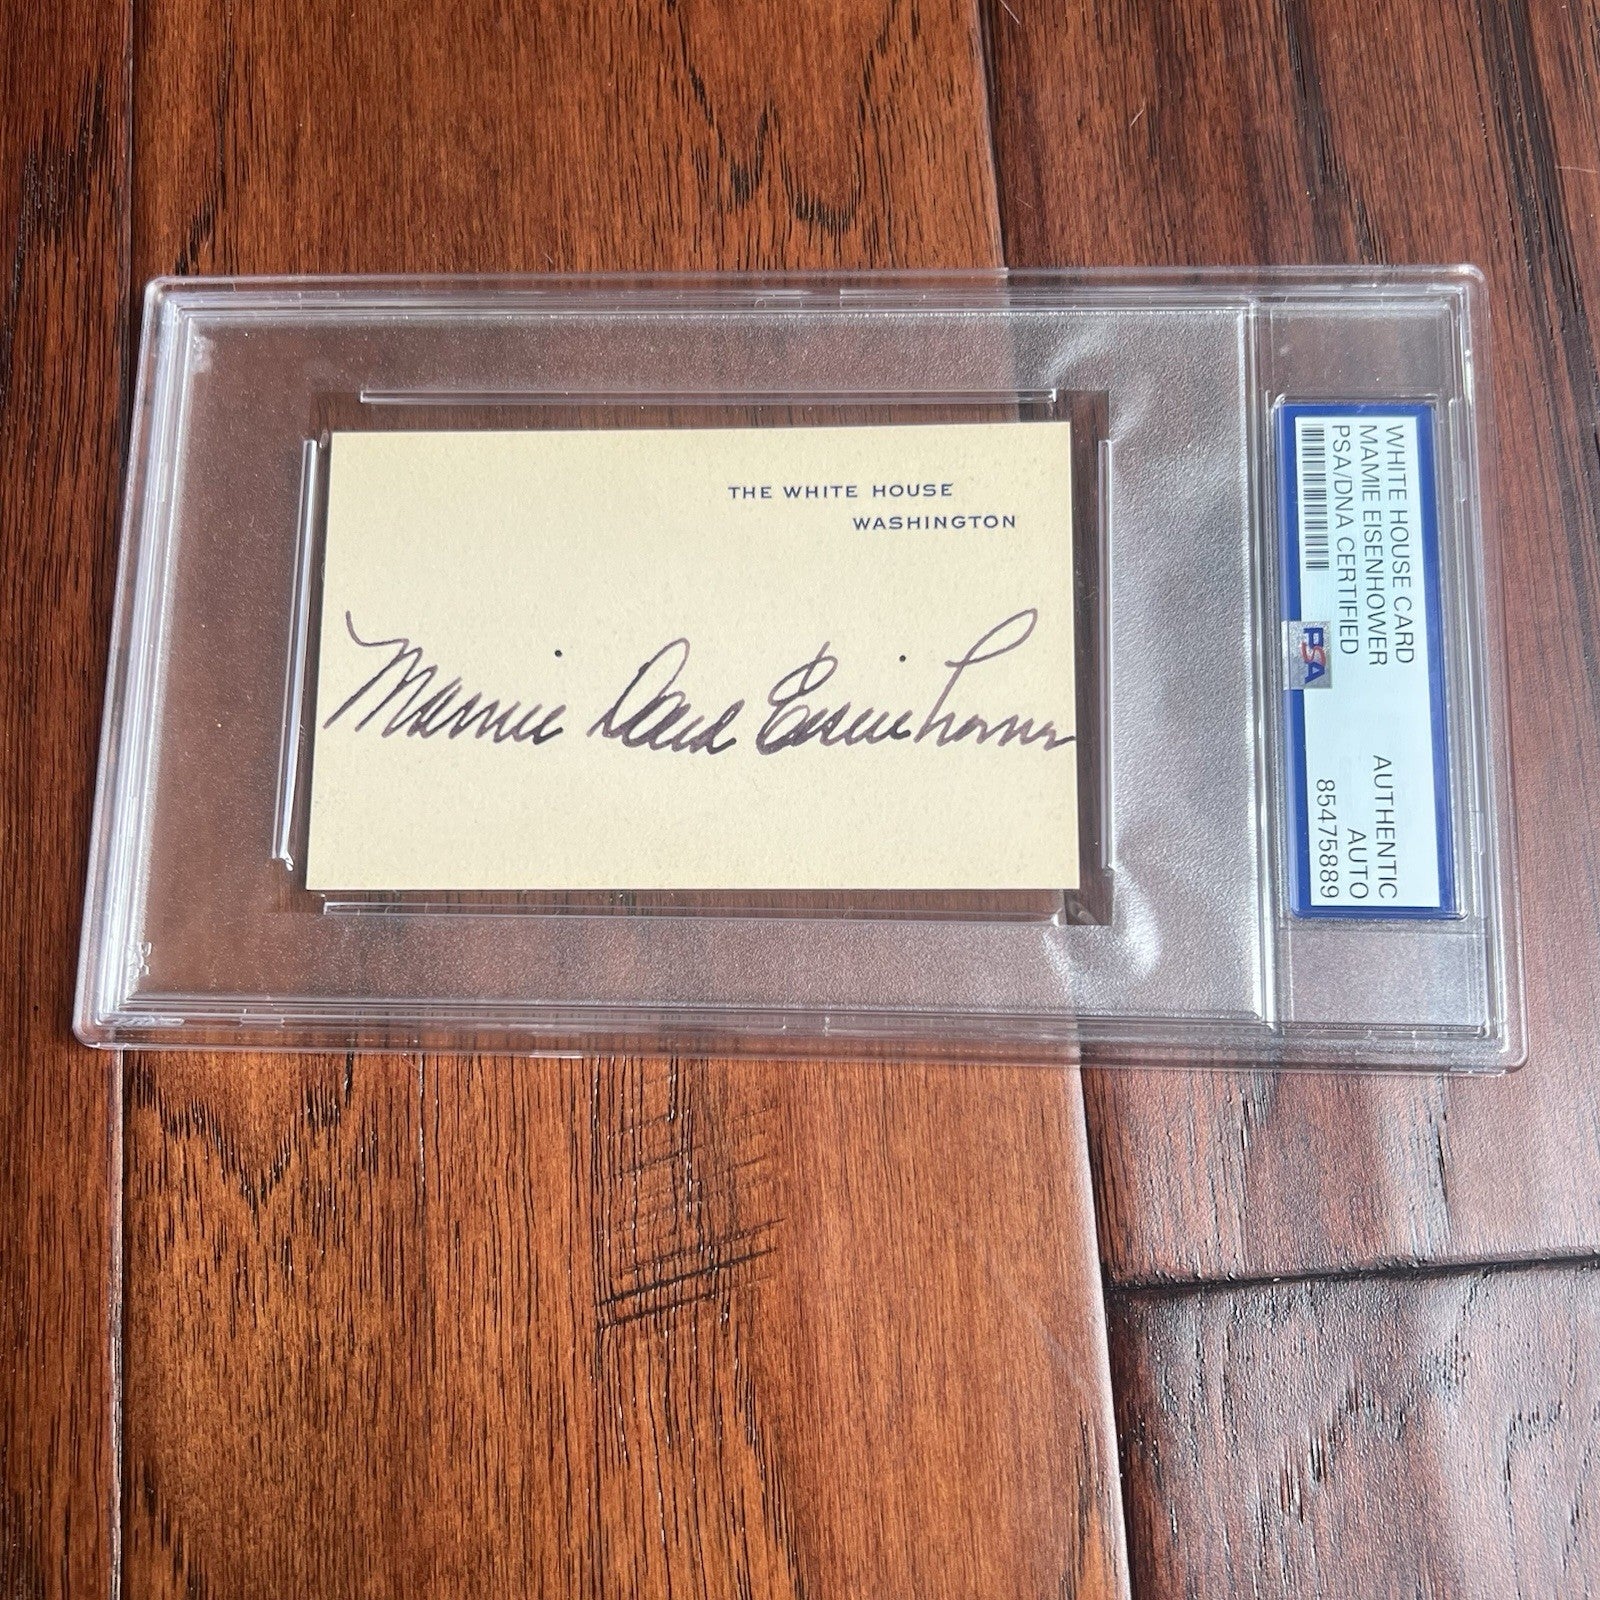 THE WHITE HOUSE
WASHINGTON
Mamie Doud Eisenhower
WHITE HOUSE CARD
MAMIE EISENHOWER
PSA/DNA CERTIFIED
AUTHENTIC
AUTO
85475889
PSA